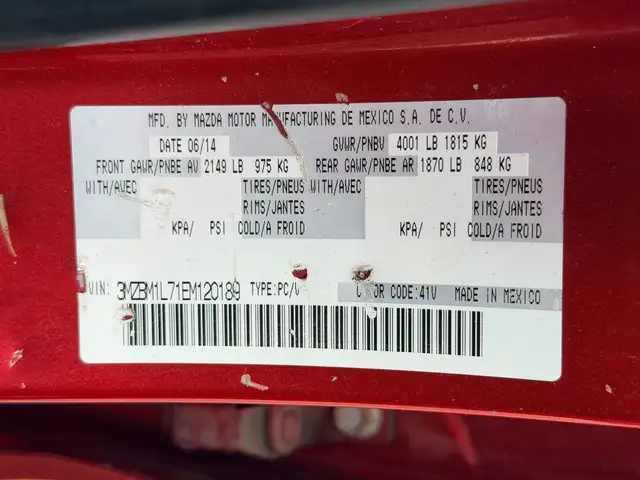 MFD. BY MAZDA MOTOR MANUFACTURING DE MEXICO S.A. DE C.V.
DATE 06/14 GVWR/PNBV 4001 LB 1815 KG
FRONT GAWR/PNBE AV 2149 LB 975 KG REAR GAWR/PNBE AR 1870 LB 848 KG
WITH/AVEC TIRES/PNEUS WITH/AVEC TIRES/PNEUS
RIMS/JANTES RIMS/JANTES
KPA/ PSI COLD/A FROID KPA/ PSI COLD/A FROID
VIN: 3MZBM1L71EM120189 TYPE:PC/V COLOR CODE:41V MADE IN MEXICO